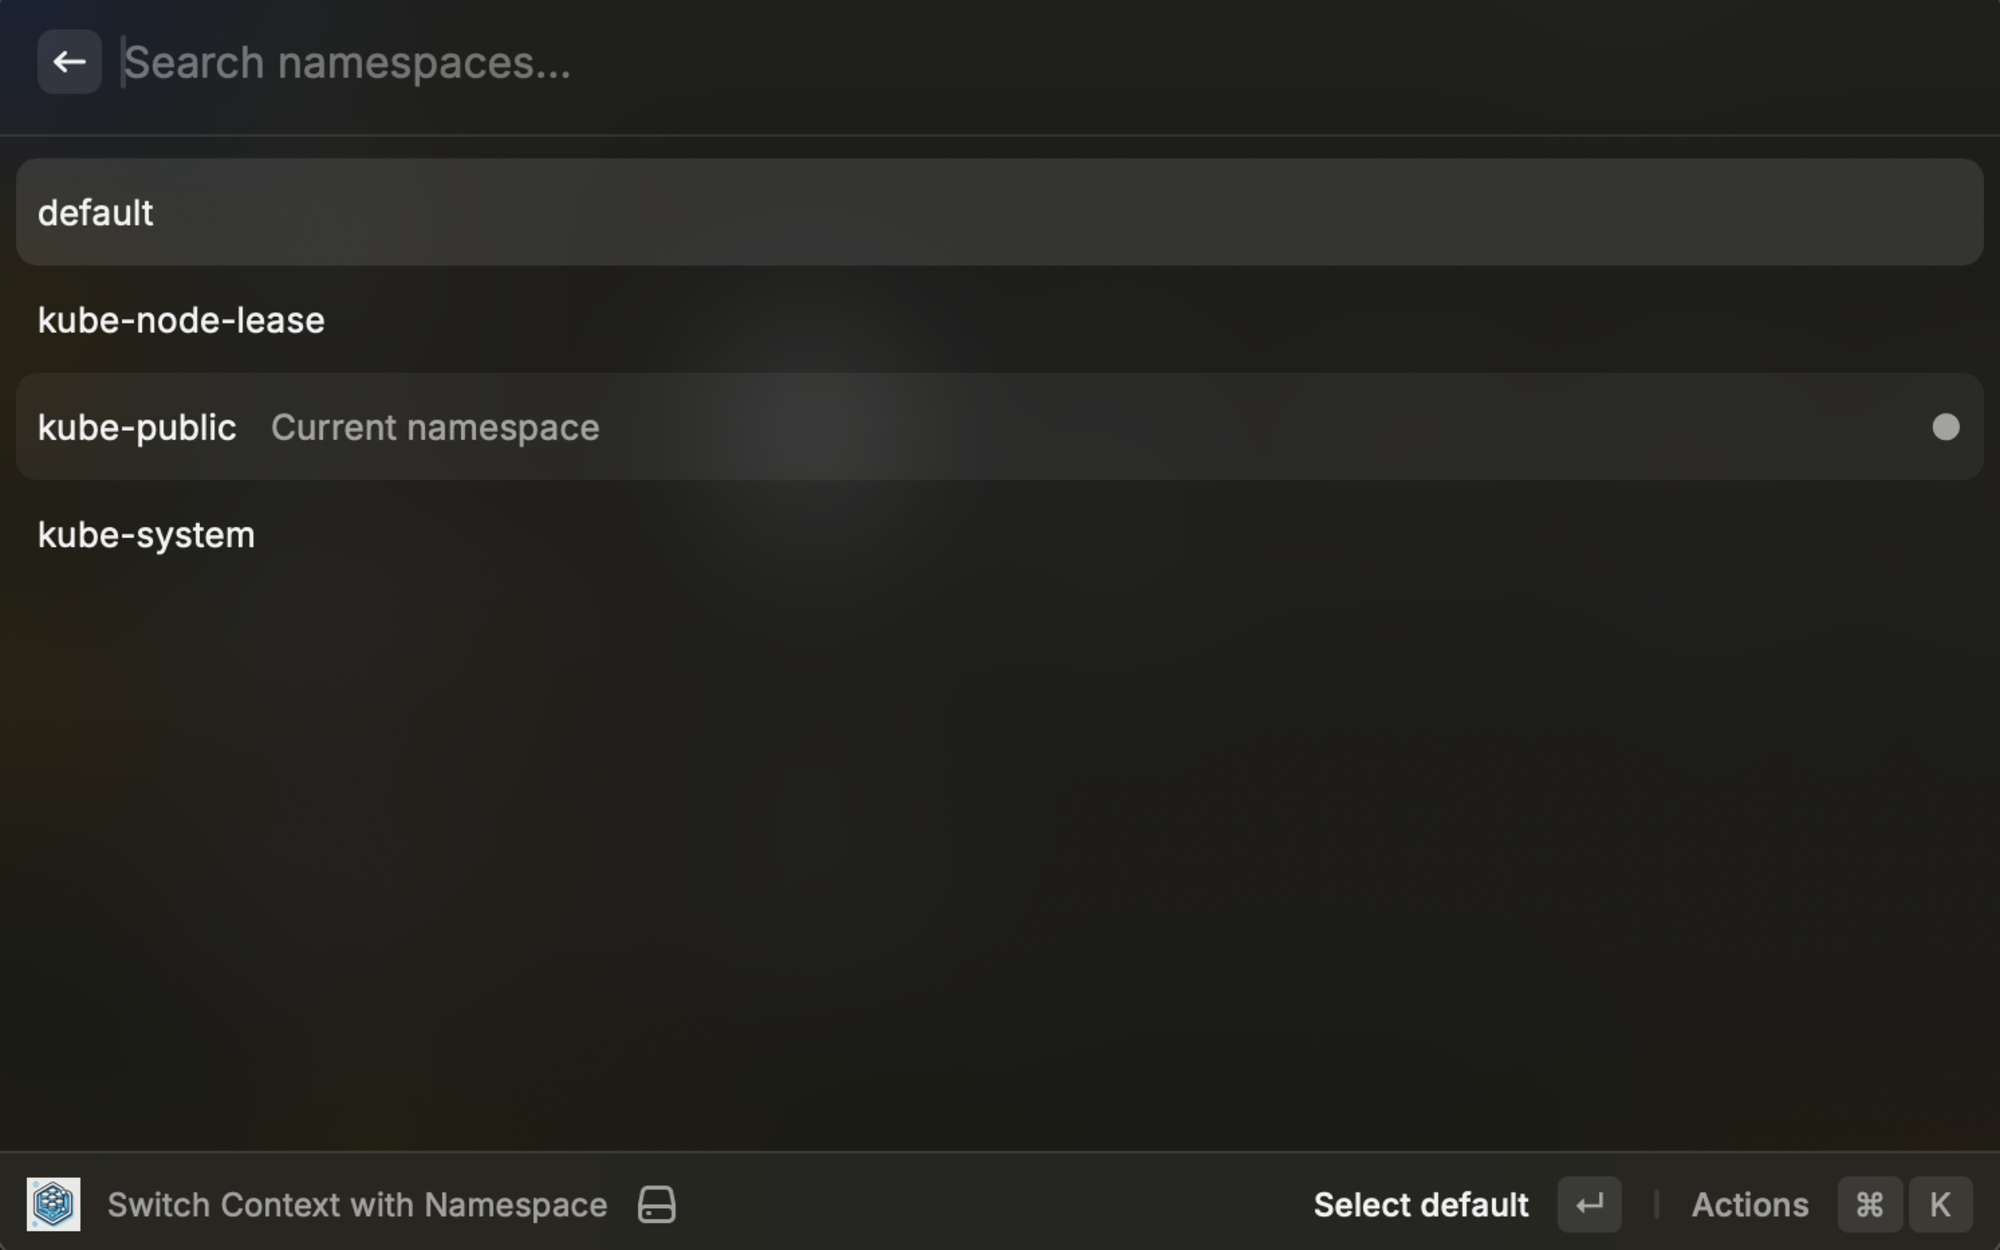 Search namespaces...
default
kube-node-lease
kube-public Current namespace
kube-system
Switch Context with Namespace Select default ↵ Actions ⌘ K